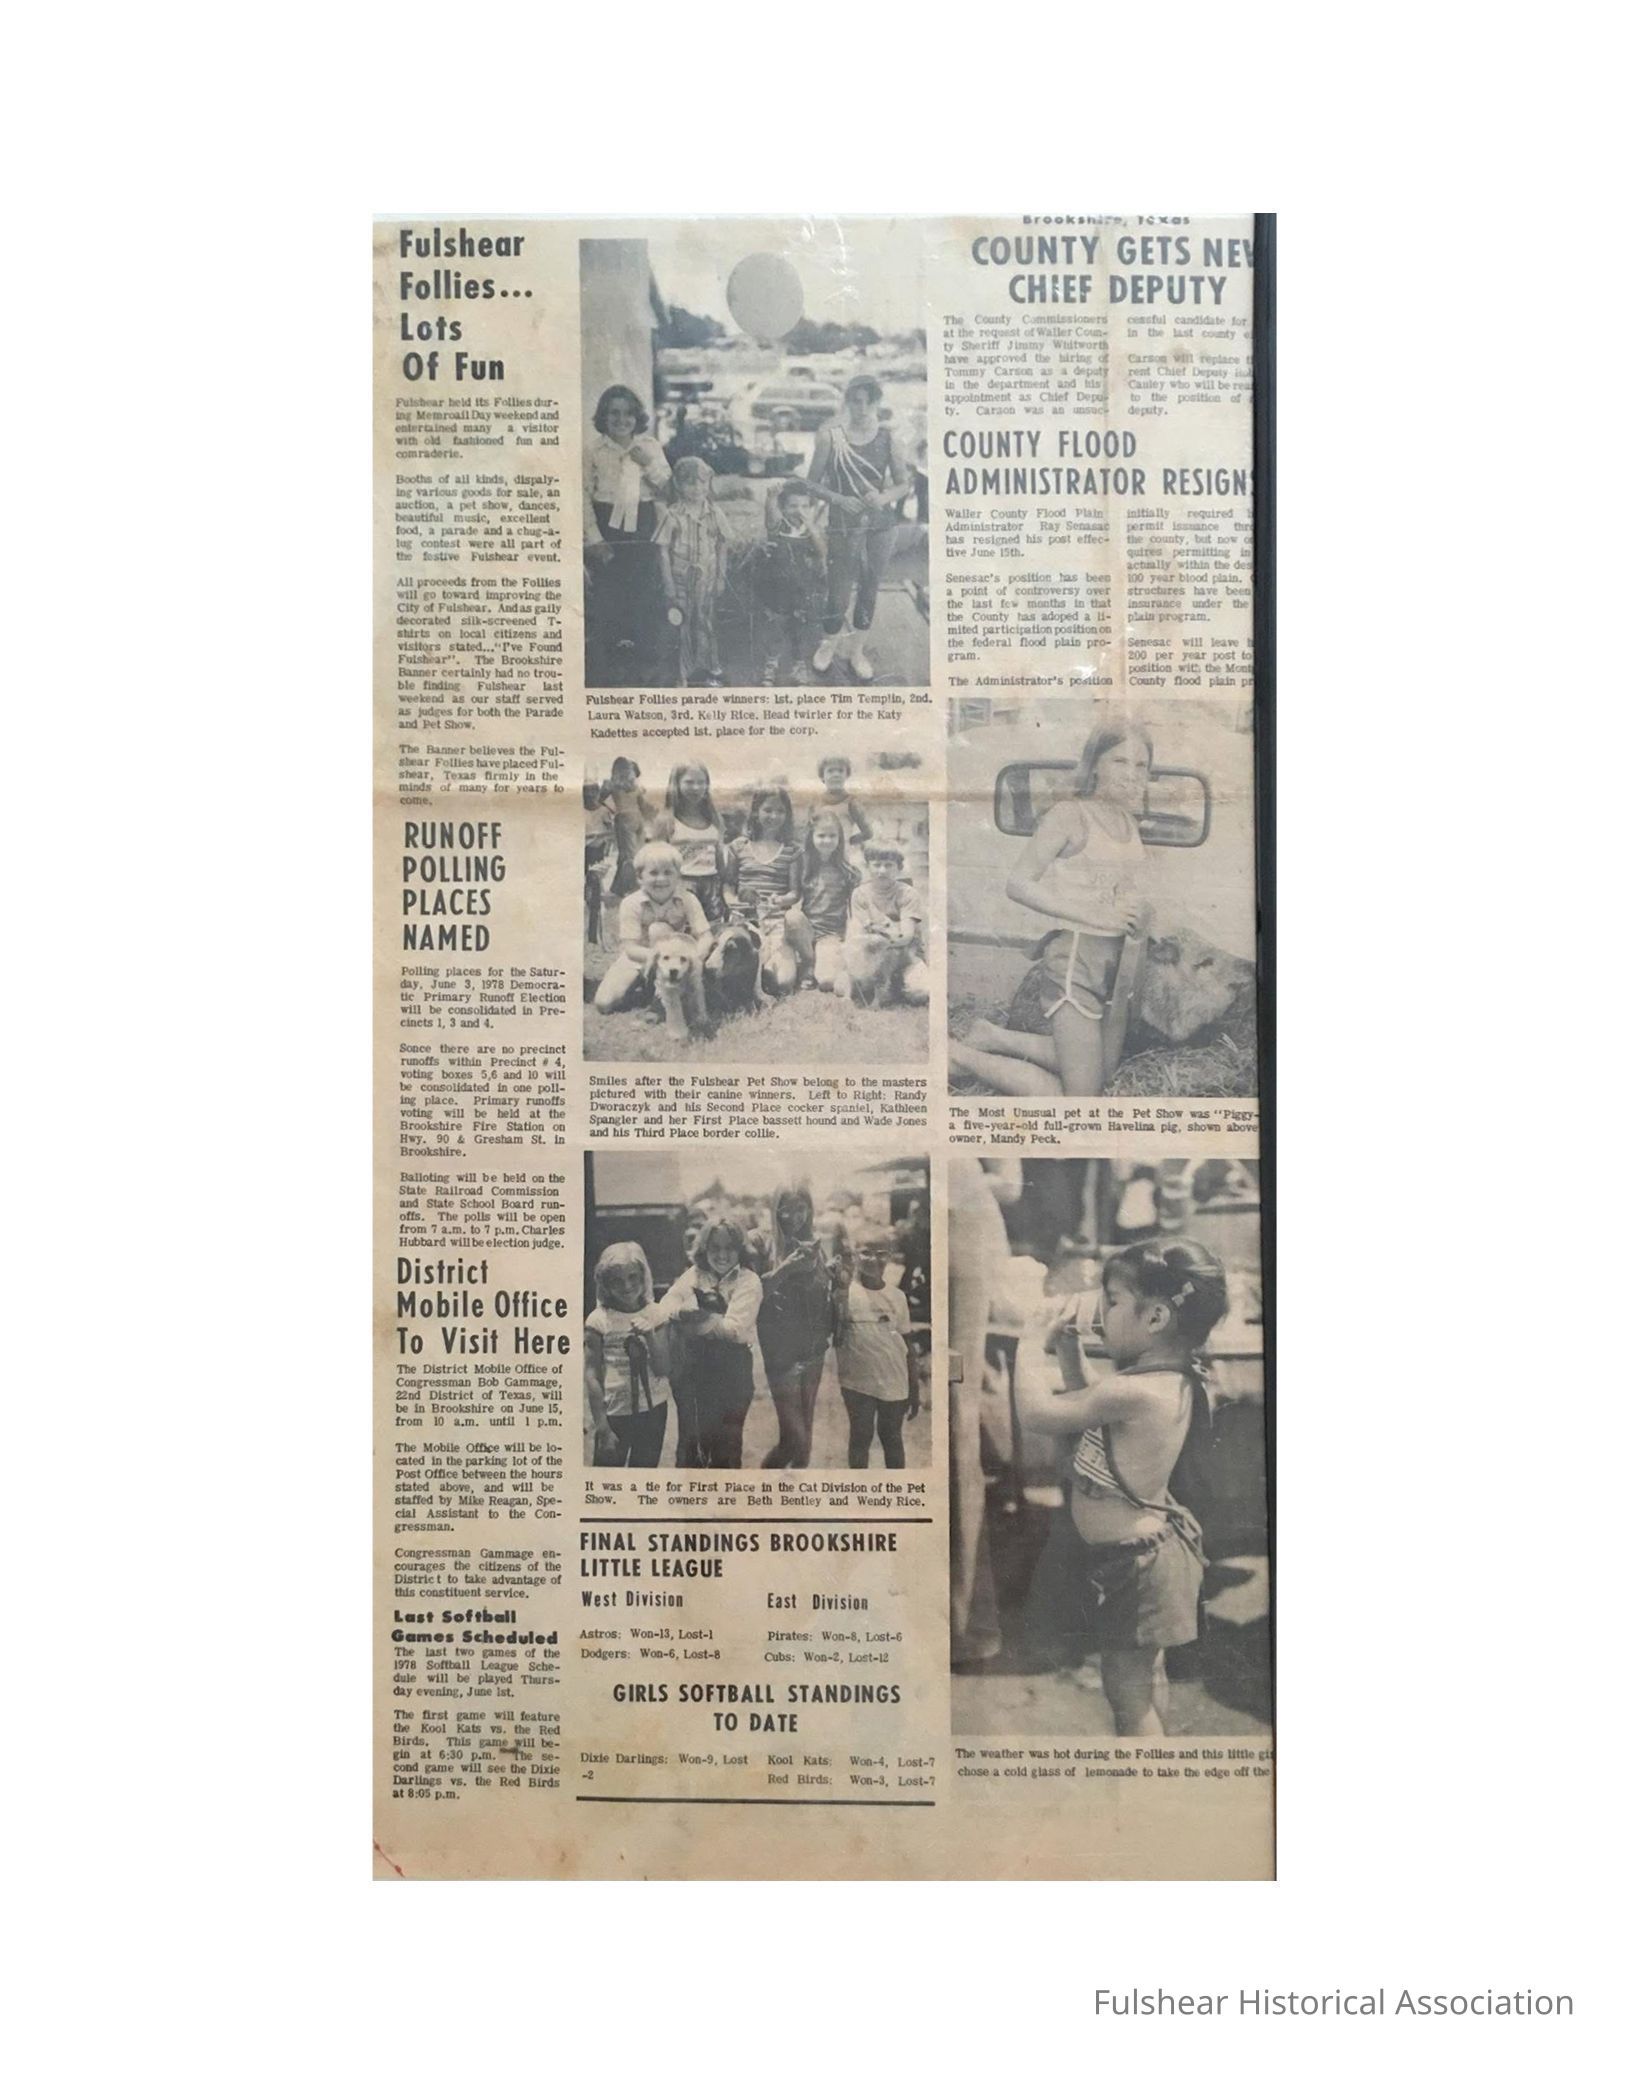 Fulshear
Follies...
Lots
Of Fun
Fulshear held its Follies dur-
ing Memroail Day weekend and
entertained many a visitor
with old fashioned fun and
comraderie.
Booths of all kinds, dispaly-
ing various goods for sale, an
auction, a pet show, dances,
beautiful music, excellent
food, a parade and a chug-a-
lug contest were all part of
the festive Fulshear event.
All proceeds from the Follies
will go toward improving the
City of Fulshear. And as gaily
decorated silk-screened T-
shirts on local citizens and
visitors stated..."I've Found
Fulshear". The Brookshire
Banner certainly had no trou-
ble finding Fulshear last
weekend as our staff served
as judges for both the Parade
and Pet Show.
The Banner believes the Ful-
shear Follies have placed Ful-
shear, Texas firmly in the
minds of many for years to
come.
RUNOFF
POLLING
PLACES
NAMED
Polling places for the Satur-
day, June 3, 1978 Democra-
tic Primary Runoff Election
will be consolidated in Pre-
cincts 1, 3 and 4.
Sonce there are no precinct
runoffs within Precinct # 4,
voting boxes 5,6 and 10 will
be consolidated in one poll-
ing place. Primary runoffs
voting will be held at the
Brookshire Fire Station on
Hwy. 90 & Gresham St. in
Brookshire.
Balloting will be held on the
State Railroad Commission
and State School Board run-
offs. The polls will be open
from 7 a.m. to 7 p.m. Charles
Hubbard will be election judge.
District
Mobile Office
To Visit Here
The District Mobile Office of
Congressman Bob Gammage,
22nd District of Texas, will
be in Brookshire on June 15,
from 10 a.m. until 1 p.m.
The Mobile Office will be lo-
cated in the parking lot of the
Post Office between the hours
stated above, and will be
staffed by Mike Reagan, Spe-
cial Assistant to the Con-
gressman.
Congressman Gammage en-
courages the citizens of the
District to take advantage of
this constituent service.
Last Softball
Games Scheduled
The last two games of the
1978 Softball League Sche-
dule will be played Thurs-
day evening, June 1st.
The first game will feature
the Kool Kats vs. the Red
Birds. This game will be-
gin at 6:30 p.m. The se-
cond game will see the Dixie
Darlings vs. the Red Birds
at 8:05 p.m.
Fulshear Follies parade winners: 1st. place Tim Templin, 2nd.
Laura Watson, 3rd. Kelly Rice. Head twirler for the Katy
Kadettes accepted 1st. place for the corp.
Smiles after the Fulshear Pet Show belong to the masters
pictured with their canine winners. Left to Right: Randy
Dworaczyk and his Second Place cocker spaniel, Kathleen
Spangler and her First Place bassett hound and Wade Jones
and his Third Place border collie.
It was a tie for First Place in the Cat Division of the Pet
Show. The owners are Beth Bentley and Wendy Rice.
FINAL STANDINGS BROOKSHIRE
LITTLE LEAGUE
West Division
Astros: Won-13, Lost-1
Dodgers: Won-6, Lost-8
East Division
Pirates: Won-8, Lost-6
Cubs: Won-2, Lost-12
GIRLS SOFTBALL STANDINGS
TO DATE
Dixie Darlings: Won-9, Lost
-2
Kool Kats: Won-4, Lost-7
Red Birds: Won-3, Lost-7
Brookshire, Texas
COUNTY GETS NEW
CHIEF DEPUTY
The County Commissioners
at the request of Waller Coun-
ty Sheriff Jimmy Whitworth
have approved the hiring of
Tommy Carson as a deputy
in the department and his
appointment as Chief Depu-
ty. Carson was an unsuc-
cessful candidate for
in the last county
Carson will replace
rent Chief Deputy
Cauley who will be
to the position of
deputy.
COUNTY FLOOD
ADMINISTRATOR RESIGNS
Waller County Flood Plain
Administrator Ray Senasac
has resigned his post effec-
tive June 15th.
Senesac's position has been
a point of controversy over
the last few months in that
the County has adoped a li-
mited participation position on
the federal flood plain pro-
gram.
The Administrator's position
initially required
permit issuance
the county, but now
quires permitting in
actually within the
100 year blood plain.
structures have been
insurance under the
plain program.
Senesac will leave
200 per year post to
position with the
County flood plain
The Most Unusual pet at the Pet Show was "Piggy-
a five-year-old full-grown Havelina pig, shown above
owner, Mandy Peck.
The weather was hot during the Follies and this little
chose a cold glass of lemonade to take the edge off the
Fulshear Historical Association